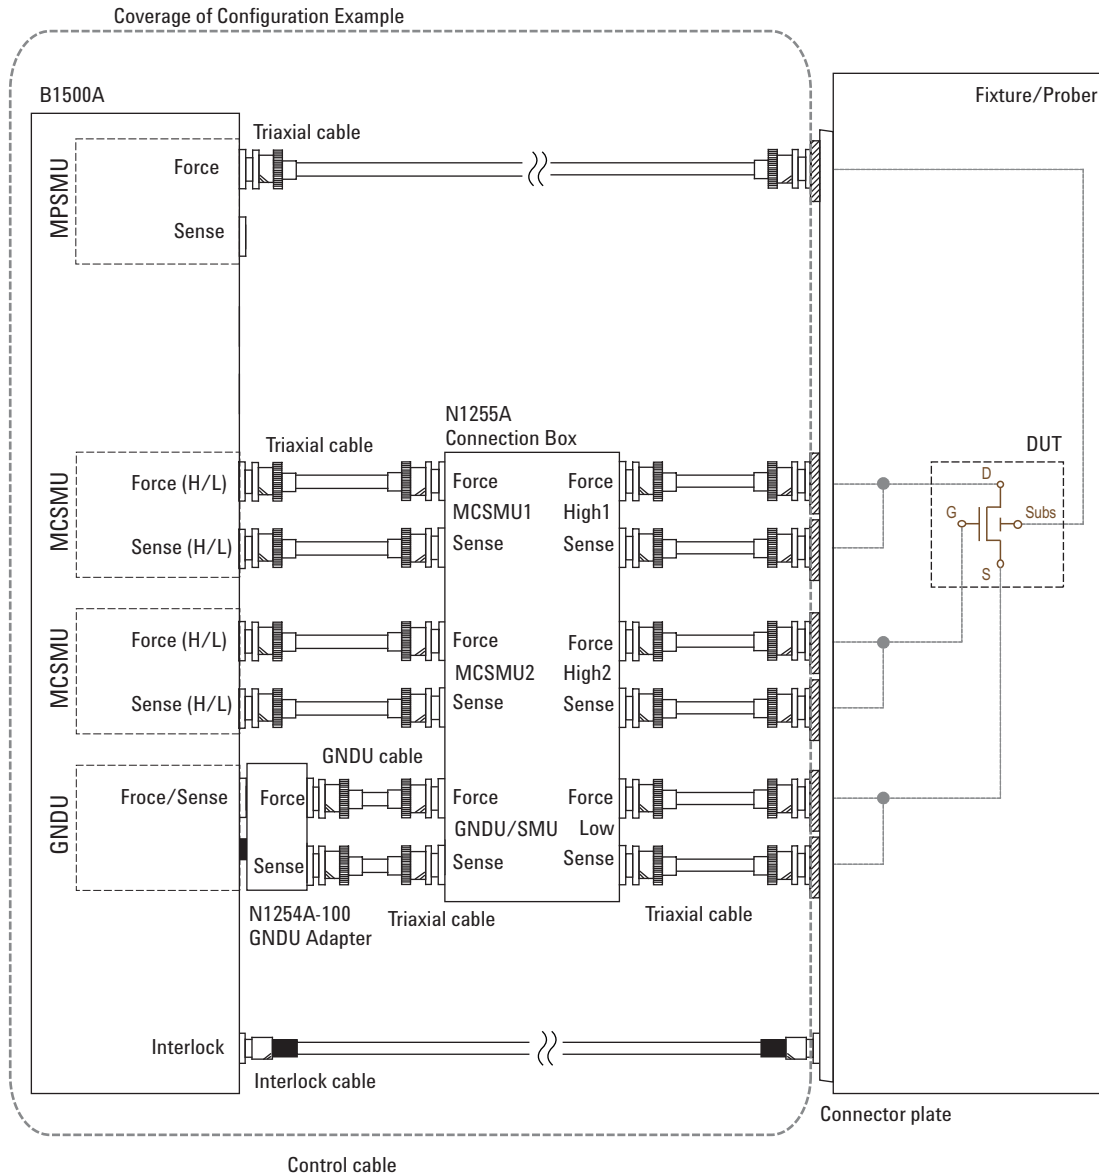 Coverage of Configuration Example
B1500A
Fixture/Prober
Triaxial cable
MPSMU
Force
Sense
N1255A
Connection Box
Triaxial cable
DUT
MCSMU
Force (H/L)
Sense (H/L)
Force
MCSMU1
Sense
Force
High1
Sense
D
G
Subs
S
MCSMU
Force (H/L)
Sense (H/L)
Force
MCSMU2
Sense
Force
High2
Sense
GNDU cable
GNDU
Froce/Sense
Force
Sense
Force
GNDU/SMU
Sense
Force
Low
Sense
N1254A-100
GNDU Adapter
Triaxial cable
Triaxial cable
Interlock
Interlock cable
Connector plate
Control cable